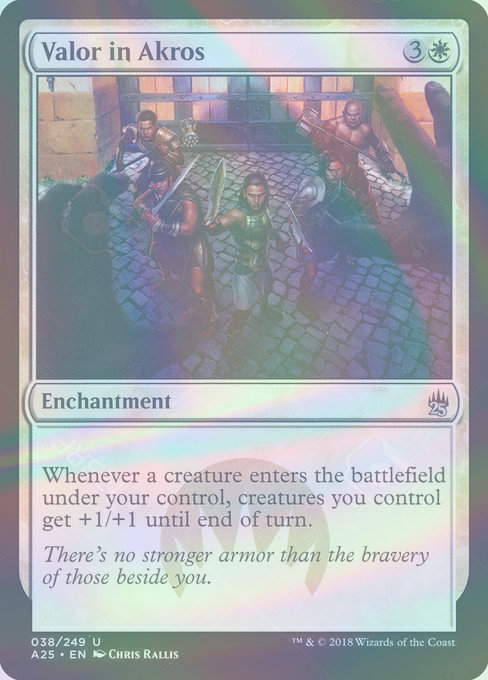 Valor in Akros 3
Enchantment
25
Whenever a creature enters the battlefield
under your control, creatures you control
get +1/+1 until end of turn.
There's no stronger armor than the bravery
of those beside you.
038/249 U
™ & © 2018 Wizards of the Coast
A25 • EN Chris Rallis